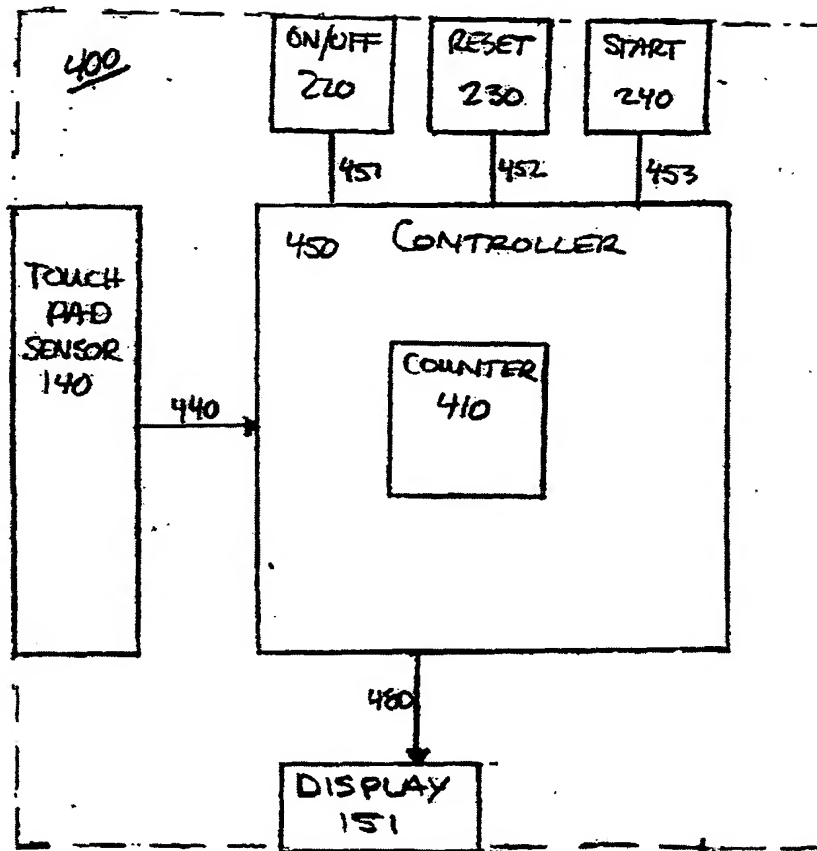 400
ON/OFF
220
RESET
230
START
240
451
452
453
450 CONTROLLER
TOUCH
PAD
SENSOR
140
440
COUNTER
410
480
DISPLAY
151